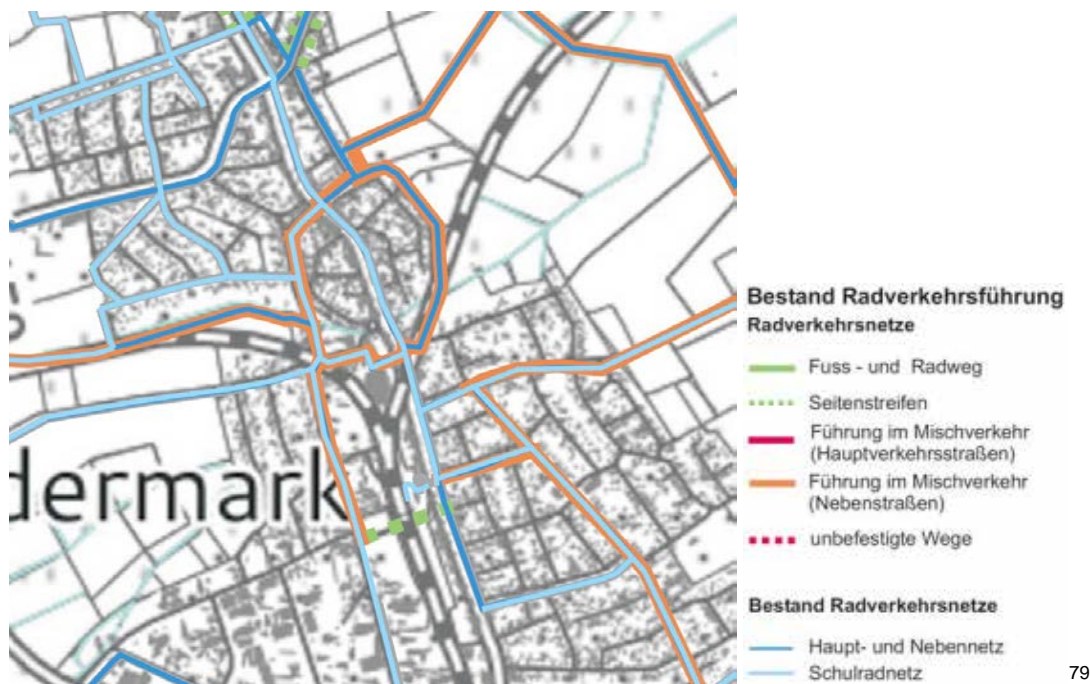 dermark
Bestand Radverkehrsführung
Radverkehrsnetze
Fuss - und Radweg
Seitenstreifen
Führung im Mischverkehr
(Hauptverkehrsstraßen)
Führung im Mischverkehr
(Nebenstraßen)
unbefestigte Wege
Bestand Radverkehrsnetze
Haupt- und Nebennetz
Schulradnetz
79